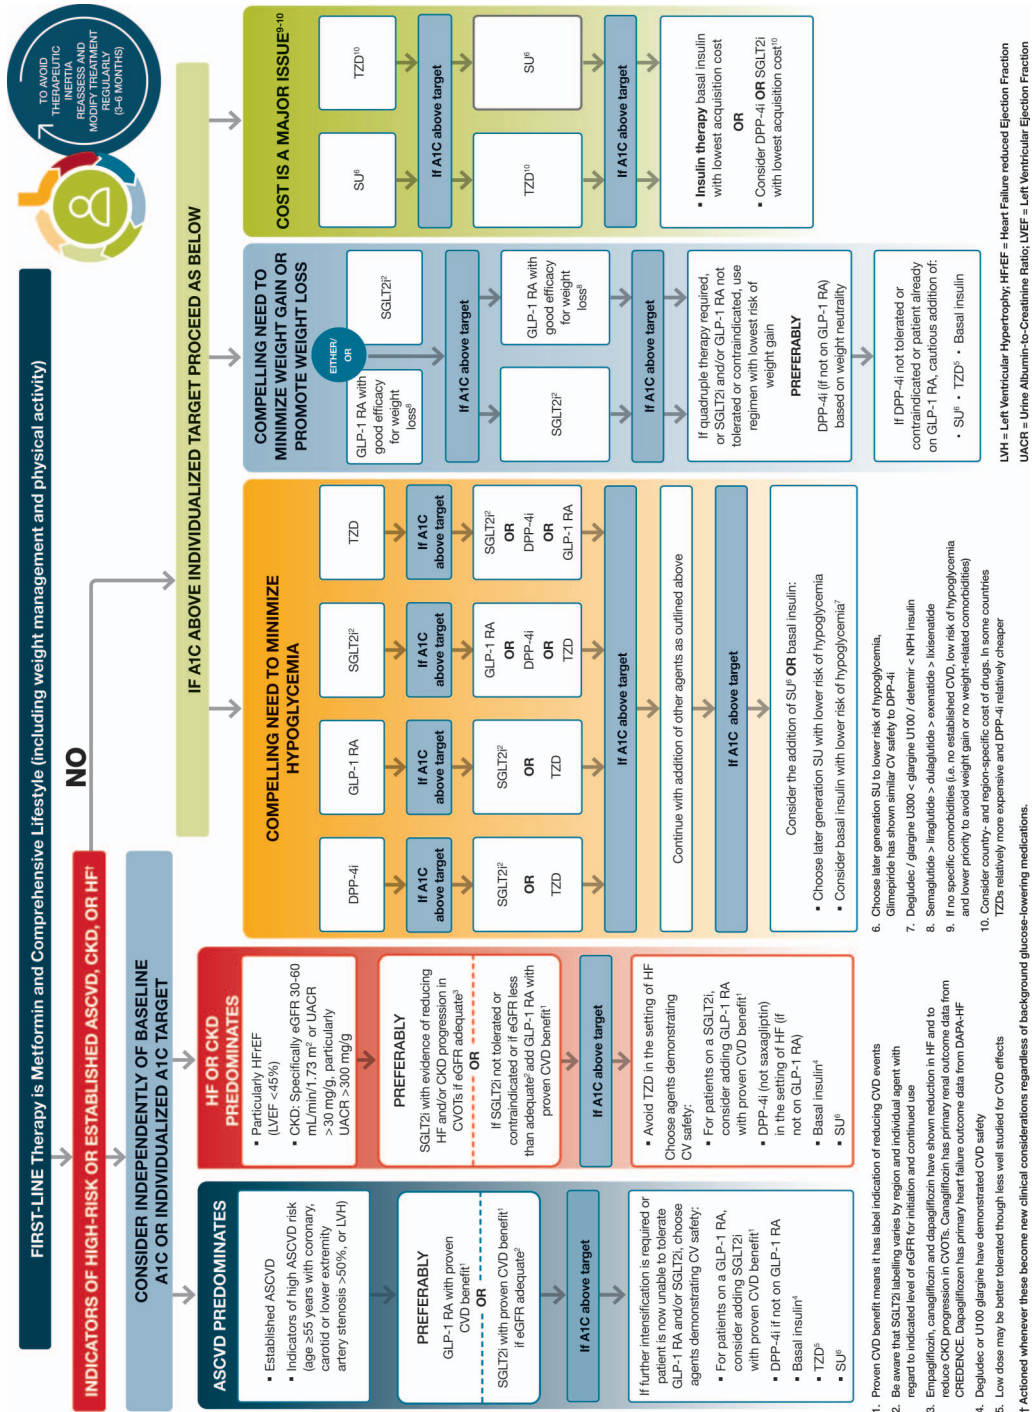 FIRST-LINE Therapy is Metformin and Comprehensive Lifestyle (including weight management and physical activity)
TO AVOID
THERAPEUTIC
INERTIA
REASSESS AND
MODIFY TREATMENT
REGULARLY
(3–6 MONTHS)
INDICATORS OF HIGH-RISK OR ESTABLISHED ASCVD, CKD, OR HF†
NO
CONSIDER INDEPENDENTLY OF BASELINE
A1C OR INDIVIDUALIZED A1C TARGET
IF A1C ABOVE INDIVIDUALIZED TARGET PROCEED AS BELOW
ASCVD PREDOMINATES
▪ Established ASCVD
▪ Indicators of high ASCVD risk
(age ≥55 years with coronary,
carotid or lower extremity
artery stenosis >50%, or LVH)
PREFERABLY
GLP-1 RA with proven
CVD benefit1
OR
SGLT2i with proven CVD benefit1
if eGFR adequate2
If A1C above target
If further intensification is required or
patient is now unable to tolerate
GLP-1 RA and/or SGLT2i, choose
agents demonstrating CV safety:
▪ For patients on a GLP-1 RA,
consider adding SGLT2i
with proven CVD benefit1
▪ DPP-4i if not on GLP-1 RA
▪ Basal insulin4
▪ TZD5
▪ SU6
HF OR CKD
PREDOMINATES
▪ Particularly HFrEF
(LVEF <45%)
▪ CKD: Specifically eGFR 30-60
mL/min/1.73 m2 or UACR
>30 mg/g, particularly
UACR >300 mg/g
PREFERABLY
SGLT2i with evidence of reducing
HF and/or CKD progression in
CVOTs if eGFR adequate3
OR
If SGLT2i not tolerated or
contraindicated or if eGFR less
than adequate2 add GLP-1 RA with
proven CVD benefit1
If A1C above target
▪ Avoid TZD in the setting of HF
Choose agents demonstrating
CV safety:
▪ For patients on a SGLT2i,
consider adding GLP-1 RA
with proven CVD benefit1
▪ DPP-4i (not saxagliptin)
in the setting of HF (if
not on GLP-1 RA)
▪ Basal insulin4
▪ SU6
COMPELLING NEED TO MINIMIZE
HYPOGLYCEMIA
DPP-4i
GLP-1 RA
SGLT2i2
TZD
If A1C
above target
If A1C
above target
If A1C
above target
If A1C
above target
SGLT2i2
OR
TZD
SGLT2i2
OR
TZD
GLP-1 RA
OR
DPP-4i
OR
TZD
SGLT2i2
OR
DPP-4i
OR
GLP-1 RA
If A1C above target
Continue with addition of other agents as outlined above
If A1C above target
Consider the addition of SU6 OR basal insulin:
▪ Choose later generation SU with lower risk of hypoglycemia
▪ Consider basal insulin with lower risk of hypoglycemia7
COMPELLING NEED TO
MINIMIZE WEIGHT GAIN OR
PROMOTE WEIGHT LOSS
EITHER/
OR
GLP-1 RA with
good efficacy
for weight
loss8
SGLT2i2
If A1C above target
SGLT2i2
GLP-1 RA with
good efficacy
for weight
loss8
If A1C above target
If quadruple therapy required,
or SGLT2i and/or GLP-1 RA not
tolerated or contraindicated, use
regimen with lowest risk of
weight gain
PREFERABLY
DPP-4i (if not on GLP-1 RA)
based on weight neutrality
If DPP-4i not tolerated or
contraindicated or patient already
on GLP-1 RA, cautious addition of:
• SU6 • TZD5 • Basal insulin
COST IS A MAJOR ISSUE9-10
SU6
TZD10
If A1C above target
TZD10
SU6
If A1C above target
▪ Insulin therapy basal insulin
with lowest acquisition cost
OR
▪ Consider DPP-4i OR SGLT2i
with lowest acquisition cost10
1. Proven CVD benefit means it has label indication of reducing CVD events
2. Be aware that SGLT2i labelling varies by region and individual agent with
regard to indicated level of eGFR for initiation and continued use
3. Empagliflozin, canagliflozin and dapagliflozin have shown reduction in HF and to
reduce CKD progression in CVOTs. Canagliflozin has primary renal outcome data from
CREDENCE. Dapagliflozen has primary heart failure outcome data from DAPA-HF
4. Degludec or U100 glargine have demonstrated CVD safety
5. Low dose may be better tolerated though less well studied for CVD effects
6. Choose later generation SU to lower risk of hypoglycemia,
Glimepiride has shown similar CV safety to DPP-4i
7. Degludec / glargine U300 < glargine U100 / detemir < NPH insulin
8. Semaglutide > liraglutide > dulaglutide > exenatide > lixisenatide
9. If no specific comorbidities (i.e. no established CVD, low risk of hypoglycemia
and lower priority to avoid weight gain or no weight-related comorbidities)
10. Consider country- and region-specific cost of drugs. In some countries
TZDs relatively more expensive and DPP-4i relatively cheaper
† Actioned whenever these become new clinical considerations regardless of background glucose-lowering medications.
LVH = Left Ventricular Hypertrophy; HFrEF = Heart Failure reduced Ejection Fraction
UACR = Urine Albumin-to-Creatinine Ratio; LVEF = Left Ventricular Ejection Fraction